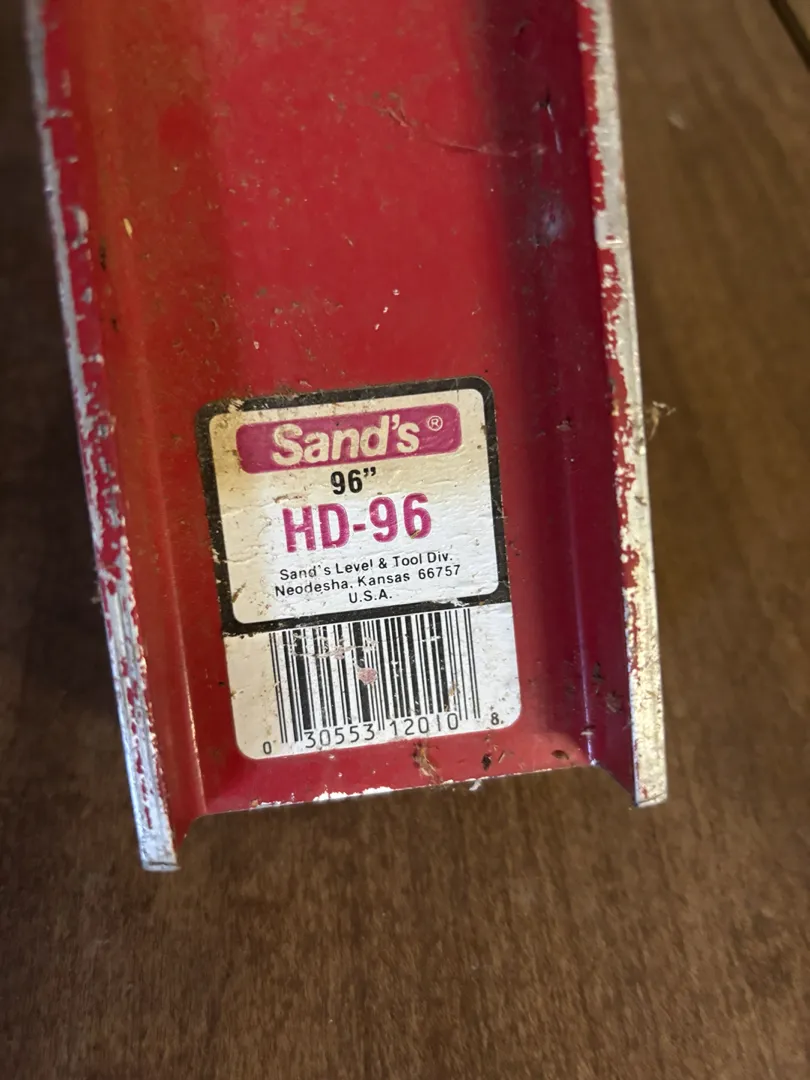 Sand's®
96”
HD-96
Sand's Level & Tool Div.
Neodesha, Kansas 66757
U.S.A.
0 30553 12010 8